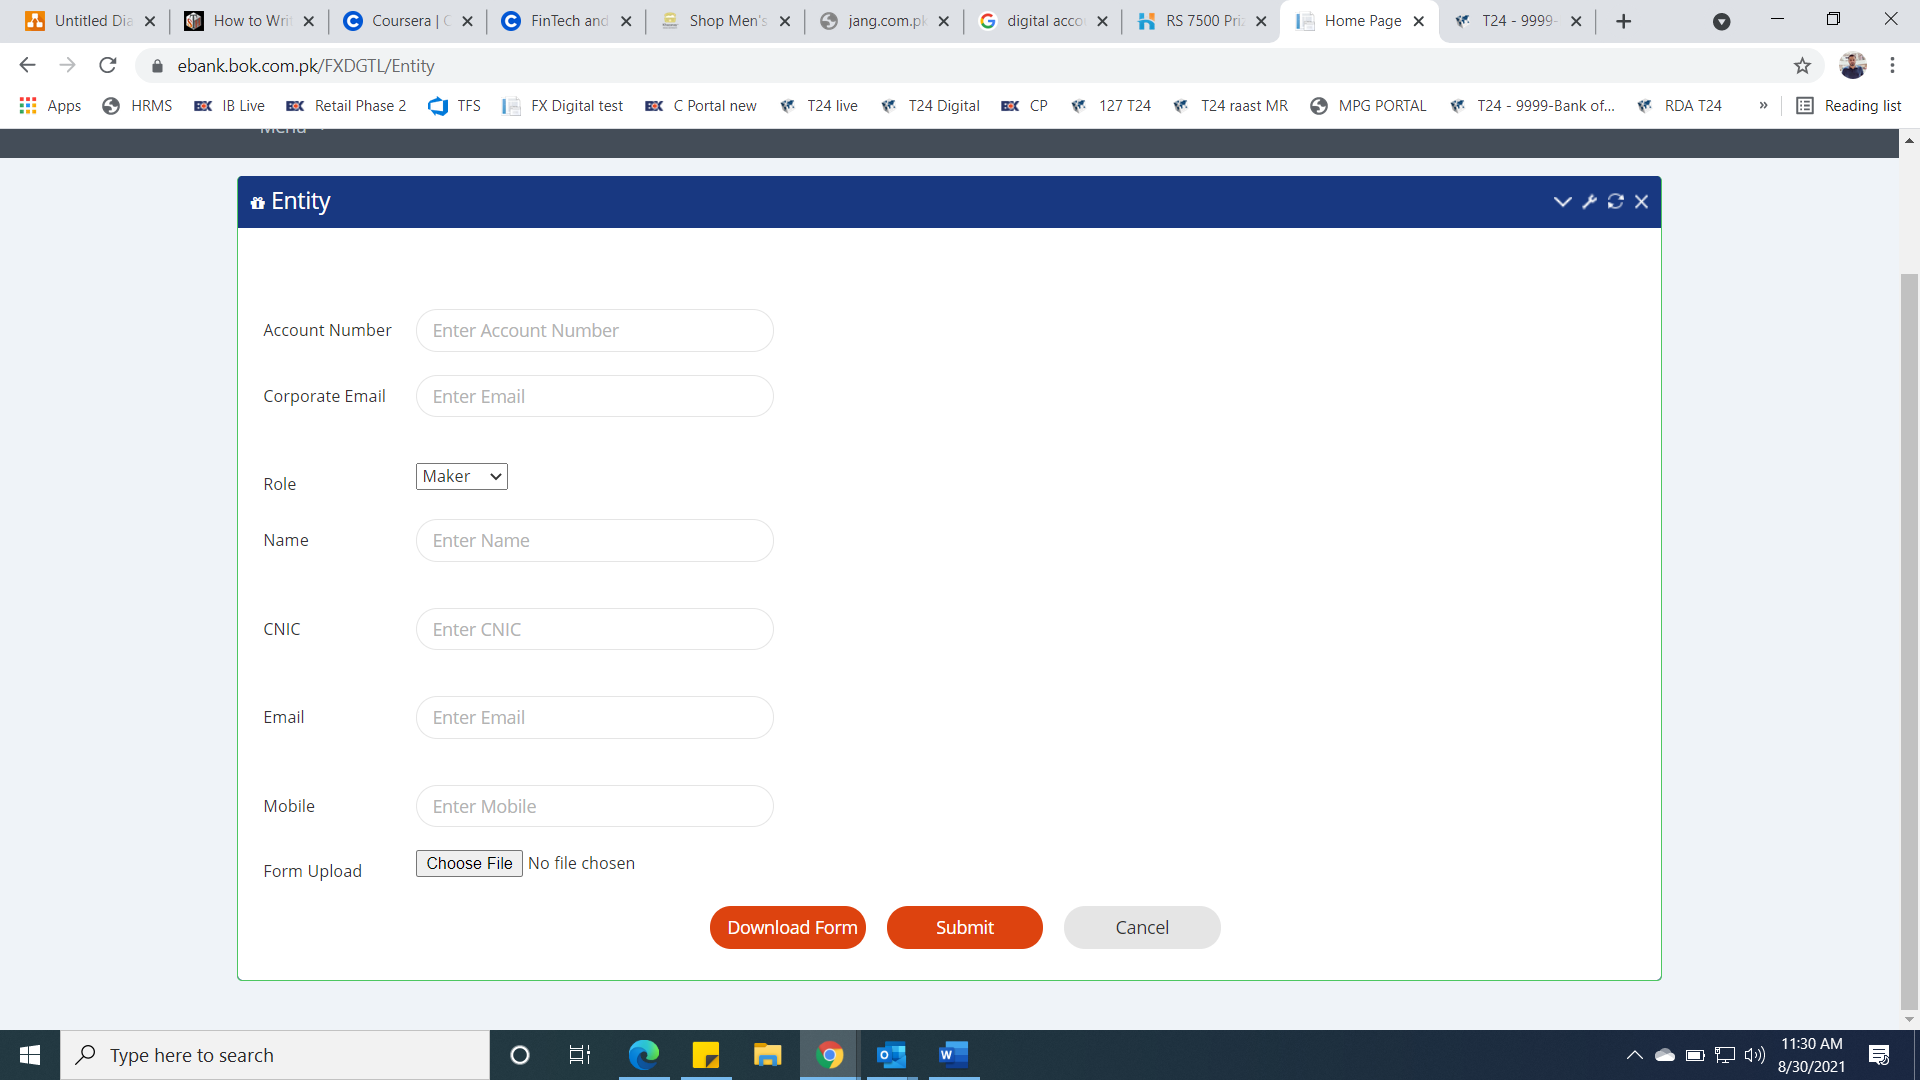 Untitled Dia
How to Writ
Coursera | C
FinTech and
Shop Men's
jang.com.pk
digital acco
RS 7500 Priz
Home Page
T24 - 9999-
ebank.bok.com.pk/FXDGTL/Entity
Apps
HRMS
IB Live
Retail Phase 2
TFS
FX Digital test
C Portal new
T24 live
T24 Digital
CP
127 T24
T24 raast MR
MPG PORTAL
T24 - 9999-Bank of...
RDA T24
»
Reading list
Menu
Entity
Account Number
Enter Account Number
Corporate Email
Enter Email
Role
Maker
Name
Enter Name
CNIC
Enter CNIC
Email
Enter Email
Mobile
Enter Mobile
Form Upload
Choose File No file chosen
Download Form
Submit
Cancel
Type here to search
11:30 AM
8/30/2021